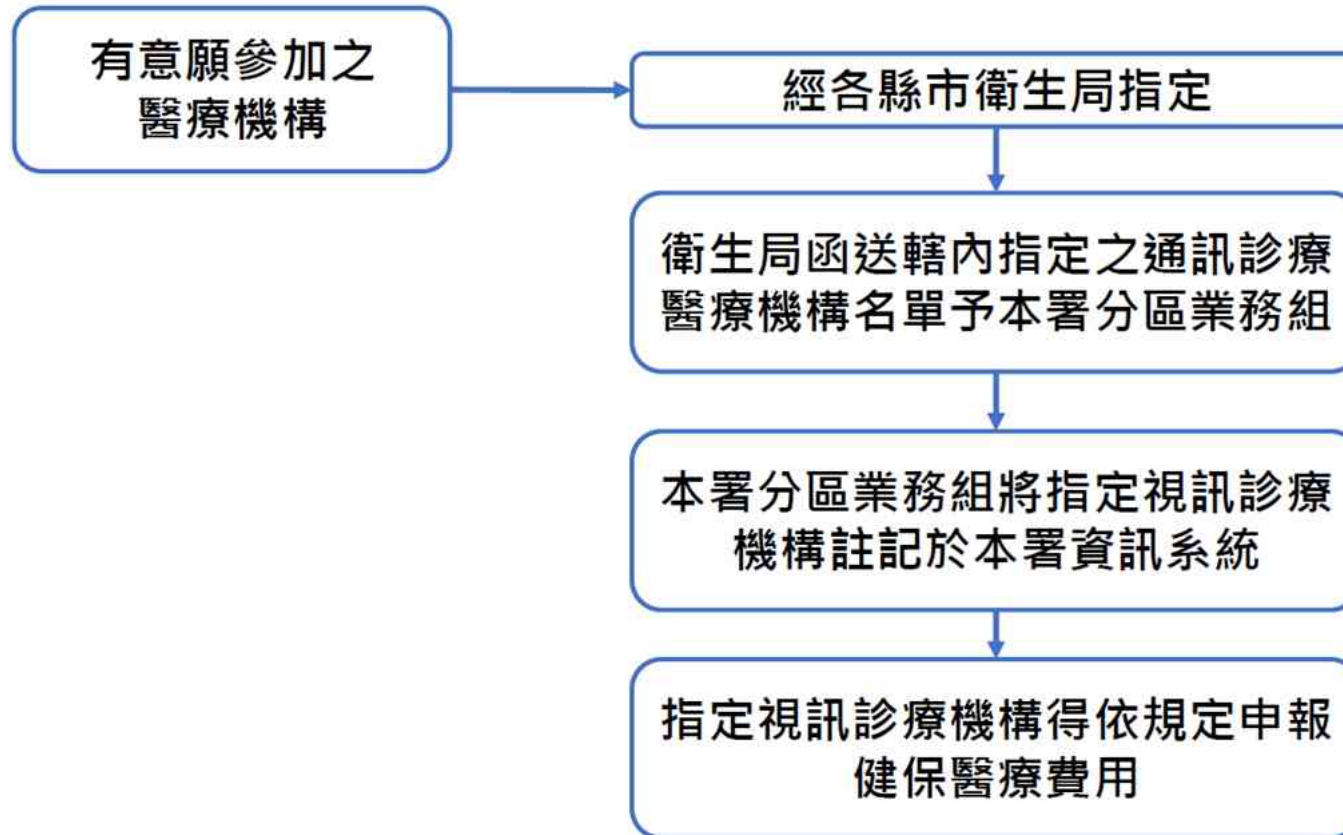 有意願參加之
醫療機構
經各縣市衛生局指定
衛生局函送轄內指定之通訊診療
醫療機構名單予本署分區業務組
本署分區業務組將指定視訊診療
機構註記於本署資訊系統
指定視訊診療機構得依規定申報
健保醫療費用